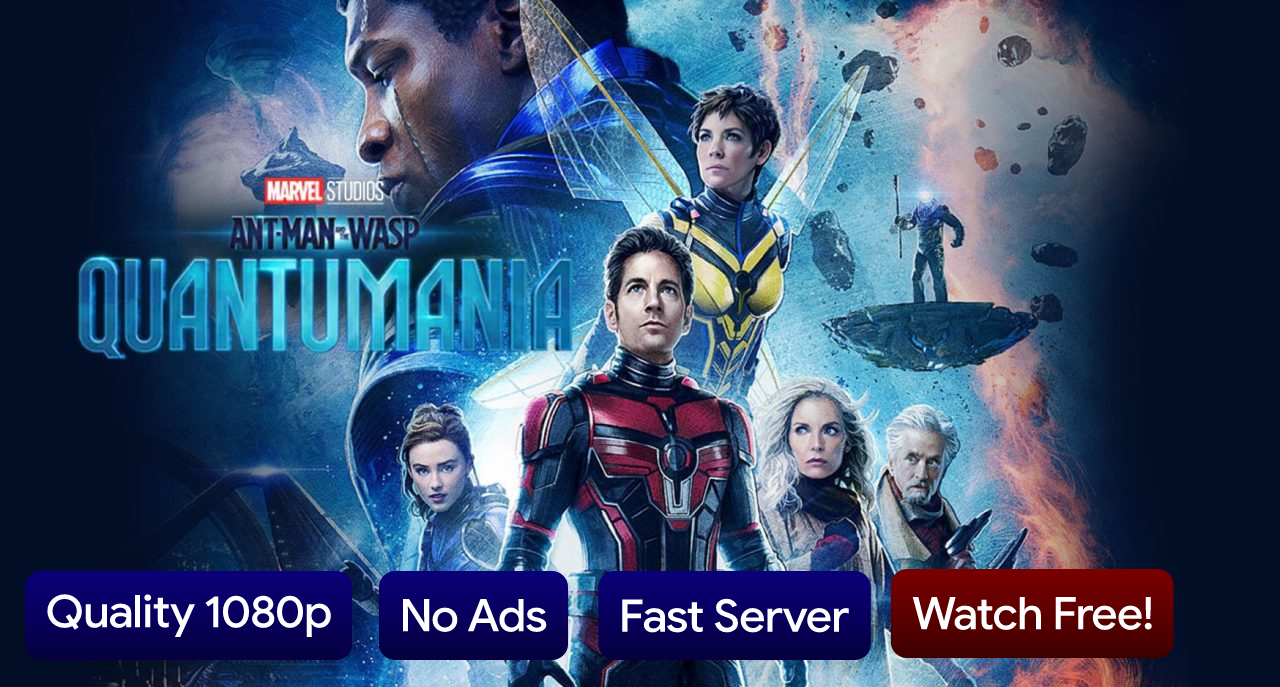 MARVEL STUDIOS
ANT-MAN AND THE WASP
QUANTUMANIA
Quality 1080p
No Ads
Fast Server
Watch Free!